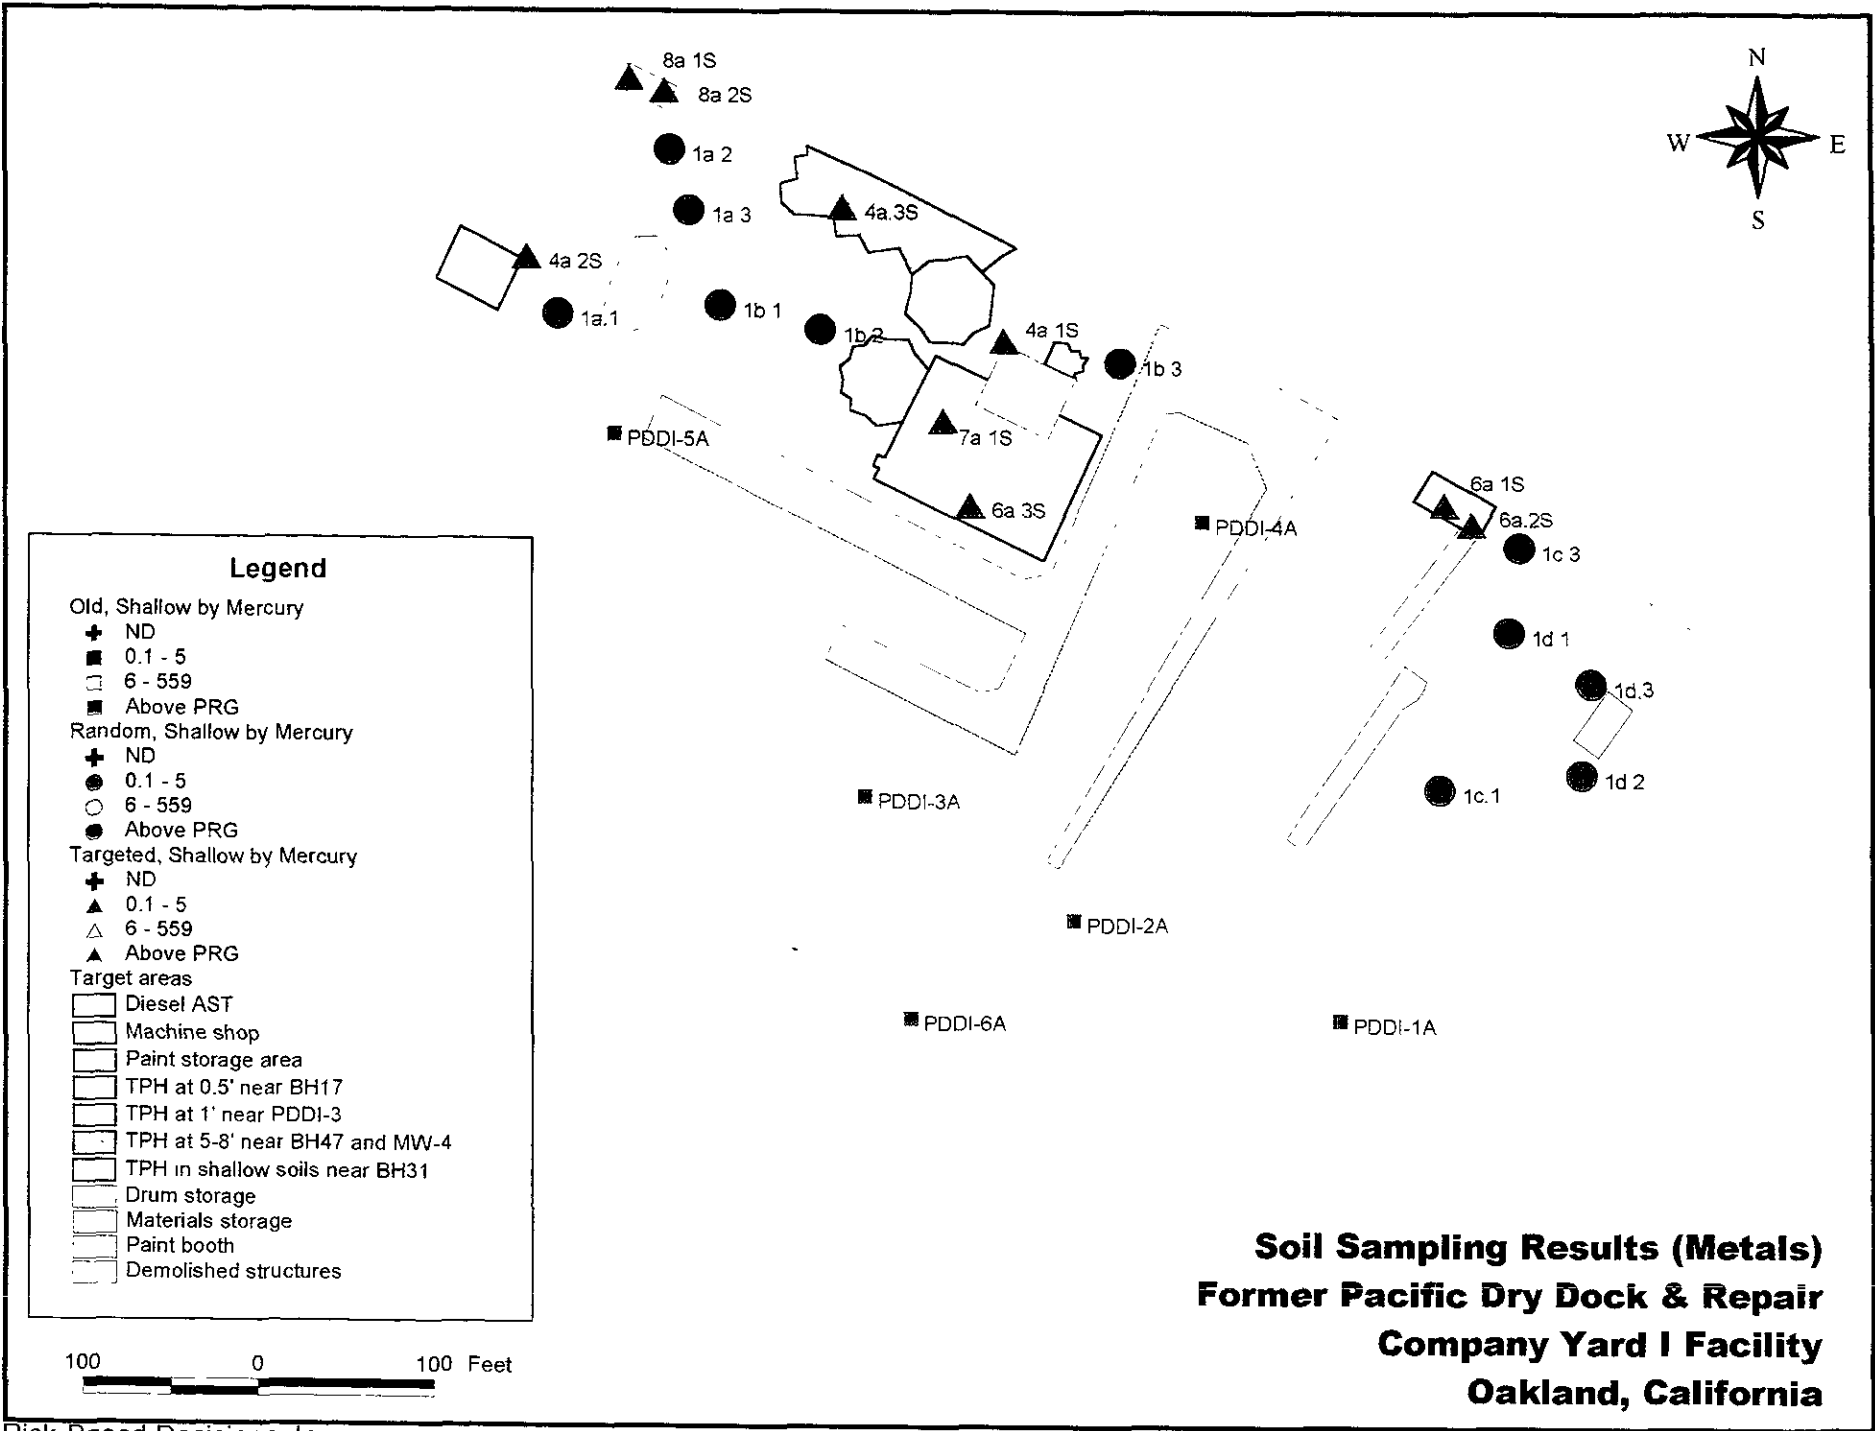 8a 1S
8a 2S
1a 2
1a 3
4a.3S
4a 2S
1a.1
1b 1
1b 2
4a 1S
1b 3
7a 1S
6a 3S
PDDI-5A
PDDI-4A
6a 1S
6a.2S
1c 3
1d 1
1d.3
1d 2
1c.1
PDDI-3A
PDDI-2A
PDDI-6A
PDDI-1A
N
W E
S
Legend
Old, Shallow by Mercury
ND
0.1 - 5
6 - 559
Above PRG
Random, Shallow by Mercury
ND
0.1 - 5
6 - 559
Above PRG
Targeted, Shallow by Mercury
ND
0.1 - 5
6 - 559
Above PRG
Target areas
Diesel AST
Machine shop
Paint storage area
TPH at 0.5' near BH17
TPH at 1' near PDDI-3
TPH at 5-8' near BH47 and MW-4
TPH in shallow soils near BH31
Drum storage
Materials storage
Paint booth
Demolished structures
100 0 100 Feet
Soil Sampling Results (Metals)
Former Pacific Dry Dock & Repair
Company Yard I Facility
Oakland, California